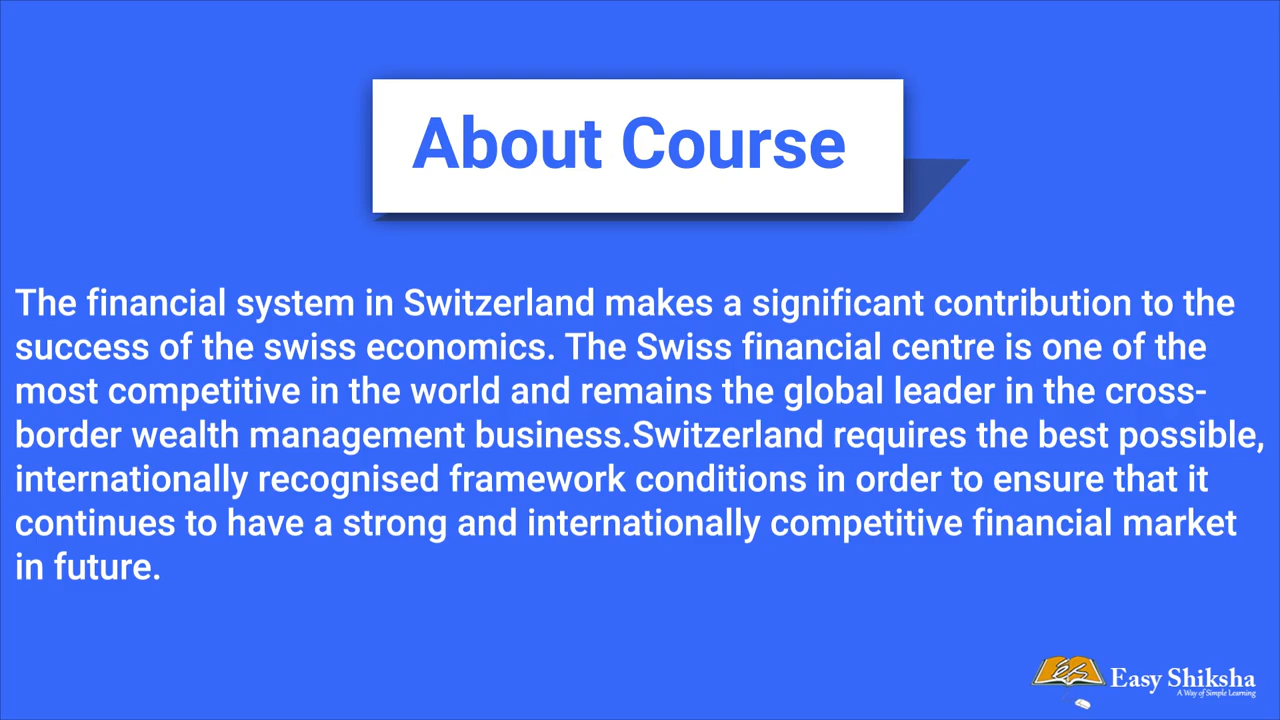 About Course
The financial system in Switzerland makes a significant contribution to the
success of the swiss economics. The Swiss financial centre is one of the
most competitive in the world and remains the global leader in the cross-
border wealth management business.Switzerland requires the best possible,
internationally recognised framework conditions in order to ensure that it
continues to have a strong and internationally competitive financial market
in future.
es
Easy Shiksha
A Way of Simple Learning